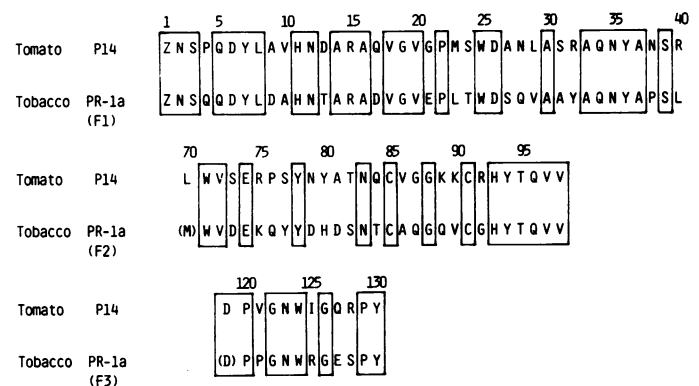 1 5 10 15 20 25 30 35 40
Tomato P14 Z N S P Q D Y L A V H N D A R A Q V G V G P M S W D A N L A S R A Q N Y A N S R
Tobacco PR-1a Z N S Q Q D Y L D A H N T A R A D V G V E P L T W D S Q V A A Y A Q N Y A P S L
(F1)
70 75 80 85 90 95
Tomato P14 L W V S E R P S Y N Y A T N Q C V G G K K C R H Y T Q V V
Tobacco PR-1a (M) W V D E K Q Y Y D H D S N T C A Q G Q V C G H Y T Q V V
(F2)
120 125 130
Tomato P14 D P V G N W I G Q R P Y
Tobacco PR-1a (D) P P G N W R G E S P Y
(F3)